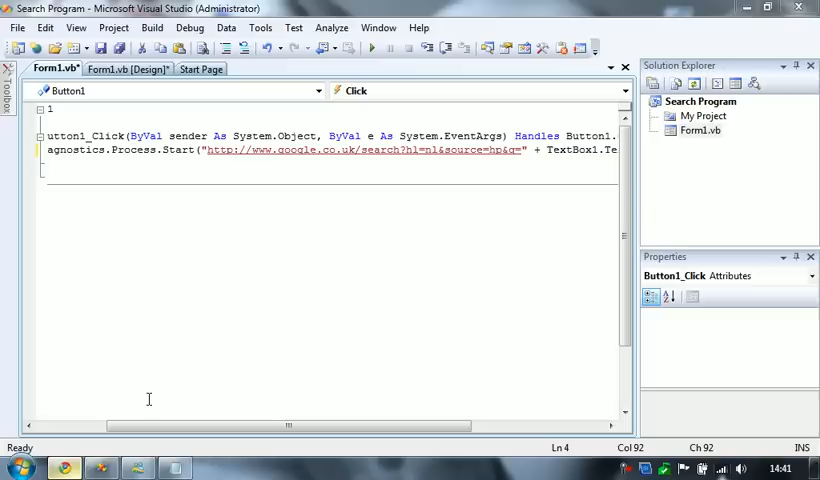 Search Program - Microsoft Visual Studio (Administrator)
File Edit View Project Build Debug Data Tools Test Analyze Window Help
Form1.vb* Form1.vb [Design]* Start Page
Toolbox
Button1 Click
1
utton1_Click(ByVal sender As System.Object, ByVal e As System.EventArgs) Handles Button1.
agnostics.Process.Start("http://www.google.co.uk/search?hl=nl&source=hp&q=" + TextBox1.Te
Solution Explorer
Search Program
My Project
Form1.vb
Properties
Button1_Click Attributes
Ready Ln 4 Col 92 Ch 92 INS
14:41